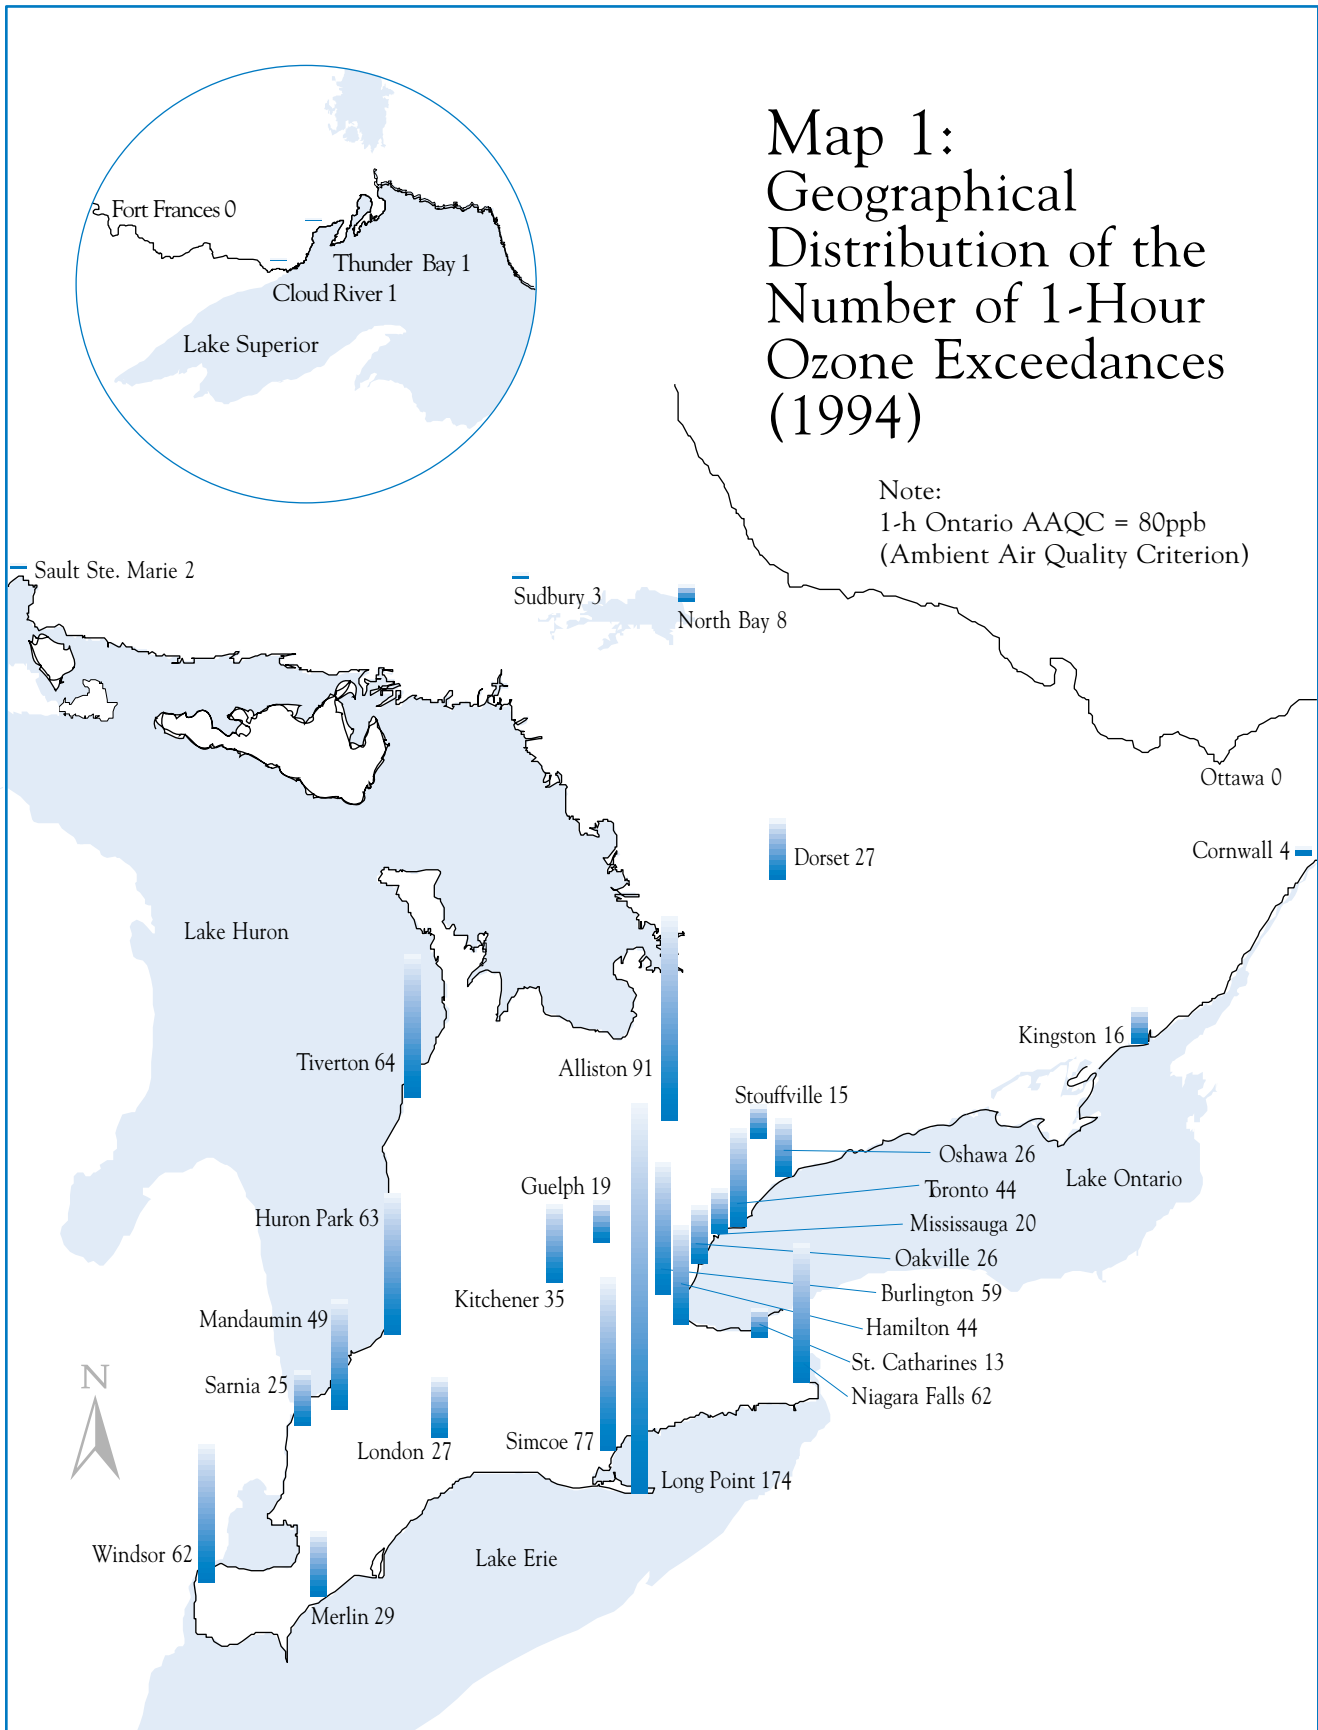 Map 1:
Geographical
Distribution of the
Number of 1-Hour
Ozone Exceedances
(1994)
Note:
1-h Ontario AAQC = 80ppb
(Ambient Air Quality Criterion)
Fort Frances 0
Thunder Bay 1
Cloud River 1
Lake Superior
Sault Ste. Marie 2
Sudbury 3
North Bay 8
Ottawa 0
Cornwall 4
Dorset 27
Lake Huron
Kingston 16
Tiverton 64
Alliston 91
Stouffville 15
Oshawa 26
Lake Ontario
Toronto 44
Guelph 19
Huron Park 63
Mississauga 20
Oakville 26
Kitchener 35
Burlington 59
Mandaumin 49
Hamilton 44
St. Catharines 13
N
Sarnia 25
Niagara Falls 62
London 27
Simcoe 77
Long Point 174
Windsor 62
Lake Erie
Merlin 29